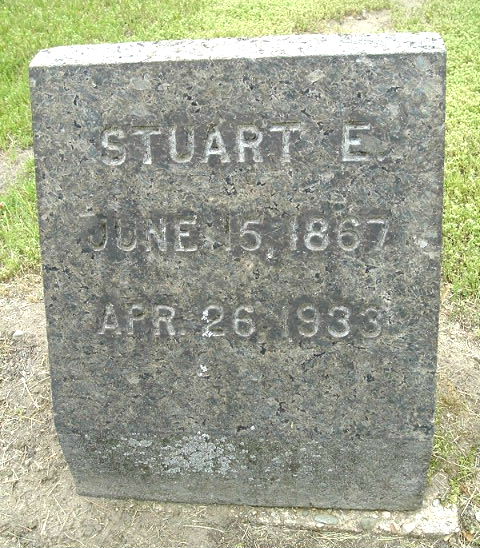 STUART E.
JUNE 15, 1867
APR. 26 1933